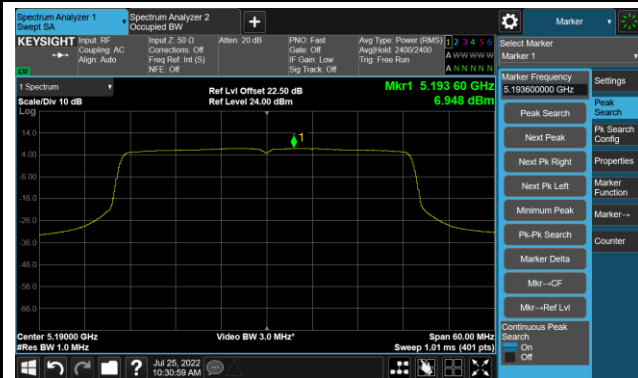 Spectrum Analyzer 1
Swept SA
Spectrum Analyzer 2
Occupied BW
+
Marker
KEYSIGHT
Input: RF
Coupling: AC
Align: Auto
Input Z: 50 Ω
Corrections: Off
Freq Ref: Int (S)
NFE: Off
Atten: 20 dB
PNO: Fast
Gate: Off
IF Gain: Low
Sig Track: Off
Avg Type: Power (RMS)
Avg|Hold: 2400/2400
Trig: Free Run
1 2 3 4 5 6
A W W W W W
A N N N N N
LXI
Select Marker
Marker 1
1 Spectrum
Scale/Div 10 dB
Log
Ref Lvl Offset 22.50 dB
Ref Level 24.00 dBm
Mkr1 5.193 60 GHz
6.948 dBm
14.0
4.00
-6.00
-16.0
-26.0
-36.0
-46.0
-56.0
-66.0
1
Center 5.19000 GHz
#Res BW 1.0 MHz
Video BW 3.0 MHz*
Span 60.00 MHz
Sweep 1.01 ms (401 pts)
Marker Frequency
5.193600000 GHz
Peak Search
Next Peak
Next Pk Right
Next Pk Left
Minimum Peak
Pk-Pk Search
Marker Delta
Mkr→CF
Mkr→Ref Lvl
Continuous Peak
Search
On
Off
Settings
Peak
Search
Pk Search
Config
Properties
Marker
Function
Marker→
Counter
?
Jul 25, 2022
10:30:59 AM